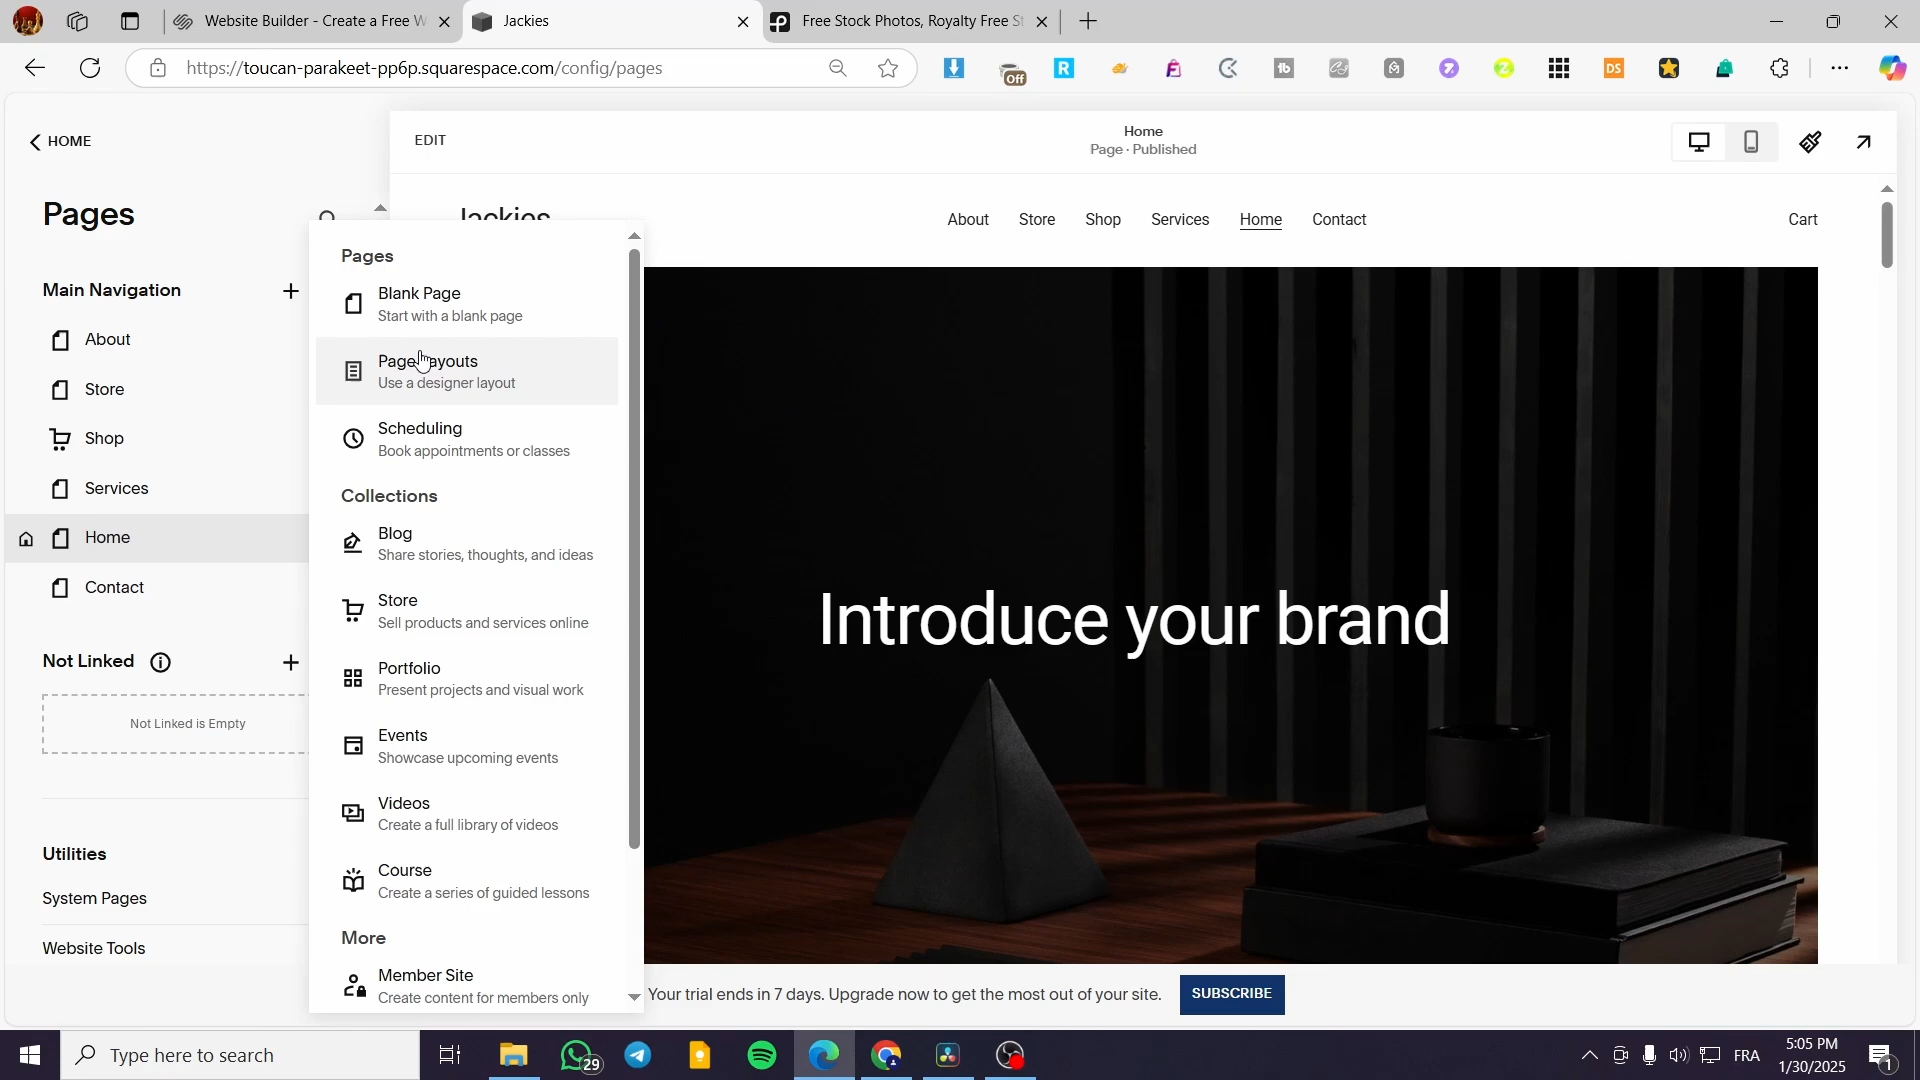 Website Builder - Create a Free W
Jackies
Free Stock Photos, Royalty Free St
https://toucan-parakeet-pp6p.squarespace.com/config/pages
Off
HOME
EDIT
Home
Page · Published
Pages
Jackies
About
Store
Shop
Services
Home
Contact
Cart
Main Navigation
About
Store
Shop
Services
Home
Contact
Not Linked
Not Linked is Empty
Utilities
System Pages
Website Tools
Pages
Blank Page
Start with a blank page
Page Layouts
Use a designer layout
Scheduling
Book appointments or classes
Collections
Blog
Share stories, thoughts, and ideas
Store
Sell products and services online
Portfolio
Present projects and visual work
Events
Showcase upcoming events
Videos
Create a full library of videos
Course
Create a series of guided lessons
More
Member Site
Create content for members only
Introduce your brand
Your trial ends in 7 days. Upgrade now to get the most out of your site.
SUBSCRIBE
Type here to search
29
FRA
5:05 PM
1/30/2025
1